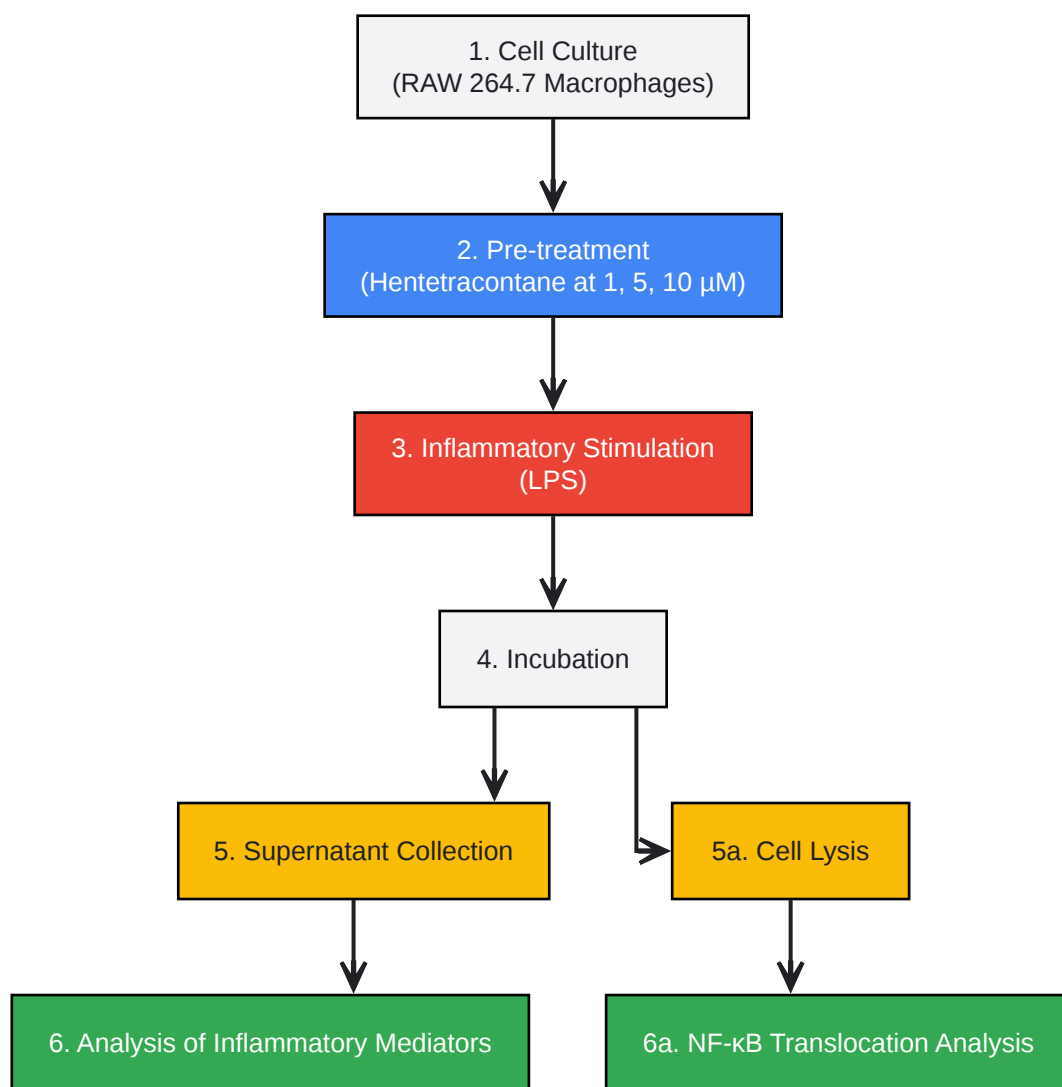 1. Cell Culture
(RAW 264.7 Macrophages)
2. Pre-treatment
(Hentetracontane at 1, 5, 10 µM)
3. Inflammatory Stimulation
(LPS)
4. Incubation
5. Supernatant Collection
5a. Cell Lysis
6. Analysis of Inflammatory Mediators
6a. NF-κB Translocation Analysis